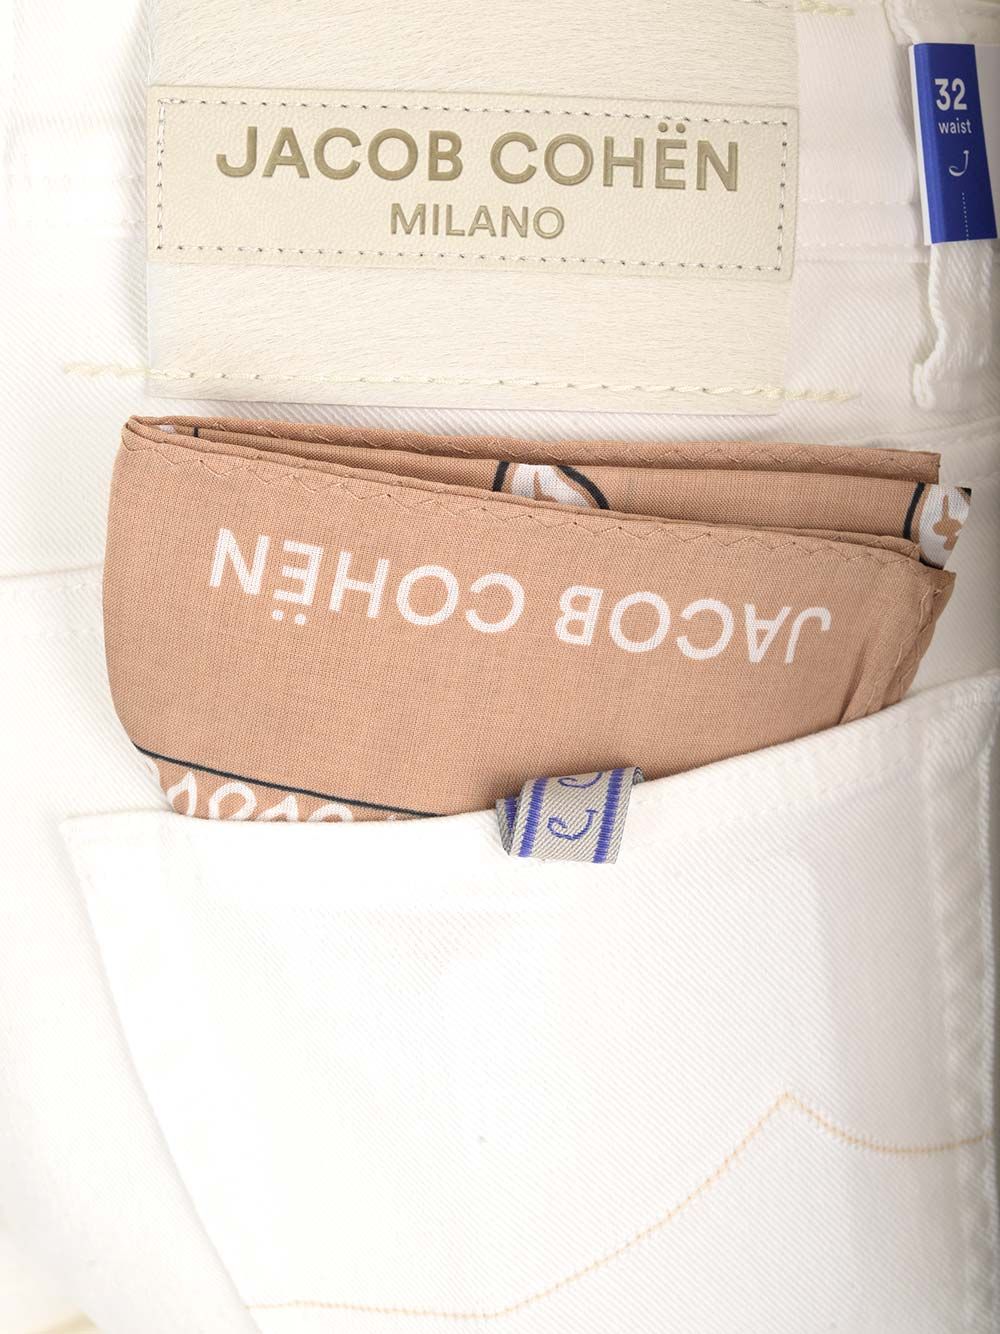 JACOB COHËN
MILANO
32
waist
J
JACOB COHËN
J J